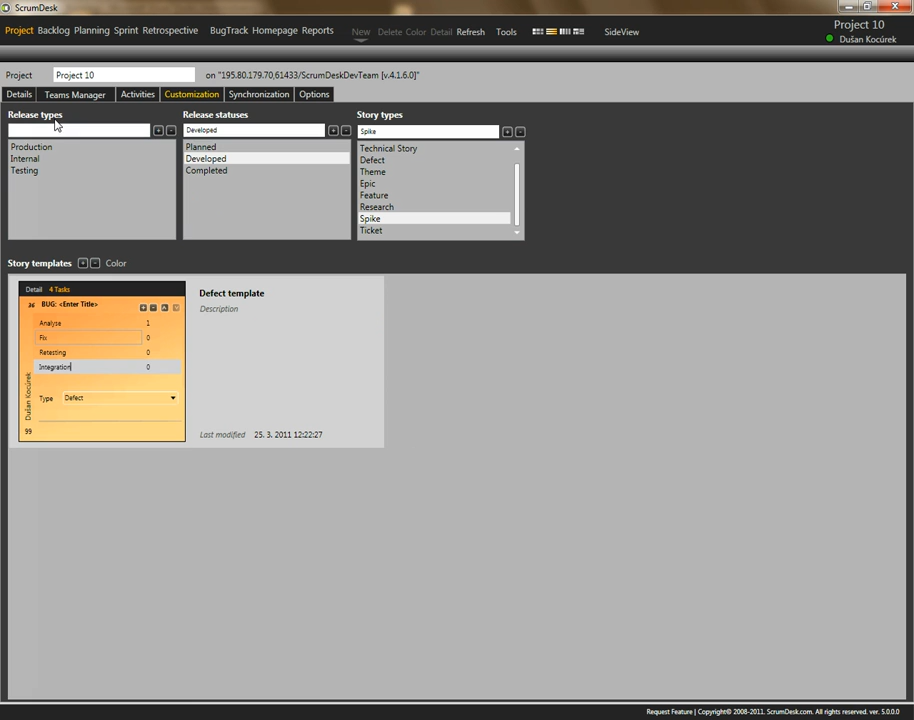 ScrumDesk
Project Backlog Planning Sprint Retrospective BugTrack Homepage Reports New Delete Color Detail Refresh Tools SideView
Project 10
Dušan Kocúrek
Project Project 10 on "195.80.179.70,61433/ScrumDeskDevTeam [v.4.1.6.0]"
Details Teams Manager Activities Customization Synchronization Options
Release types
+ -
Production
Internal
Testing
Release statuses
Developed + -
Planned
Developed
Completed
Story types
Spike + -
Technical Story
Defect
Theme
Epic
Feature
Research
Spike
Ticket
Story templates + - Color
Detail 4 Tasks
BUG: <Enter Title>
Analyse 1
Fix 0
Retesting 0
Integration 0
Type Defect
Dušan Kocúrek
99
Defect template
Description
Last modified 25. 3. 2011 12:22:27
Request Feature | Copyright© 2008-2011, ScrumDesk.com. All rights reserved. ver. 5.0.0.0